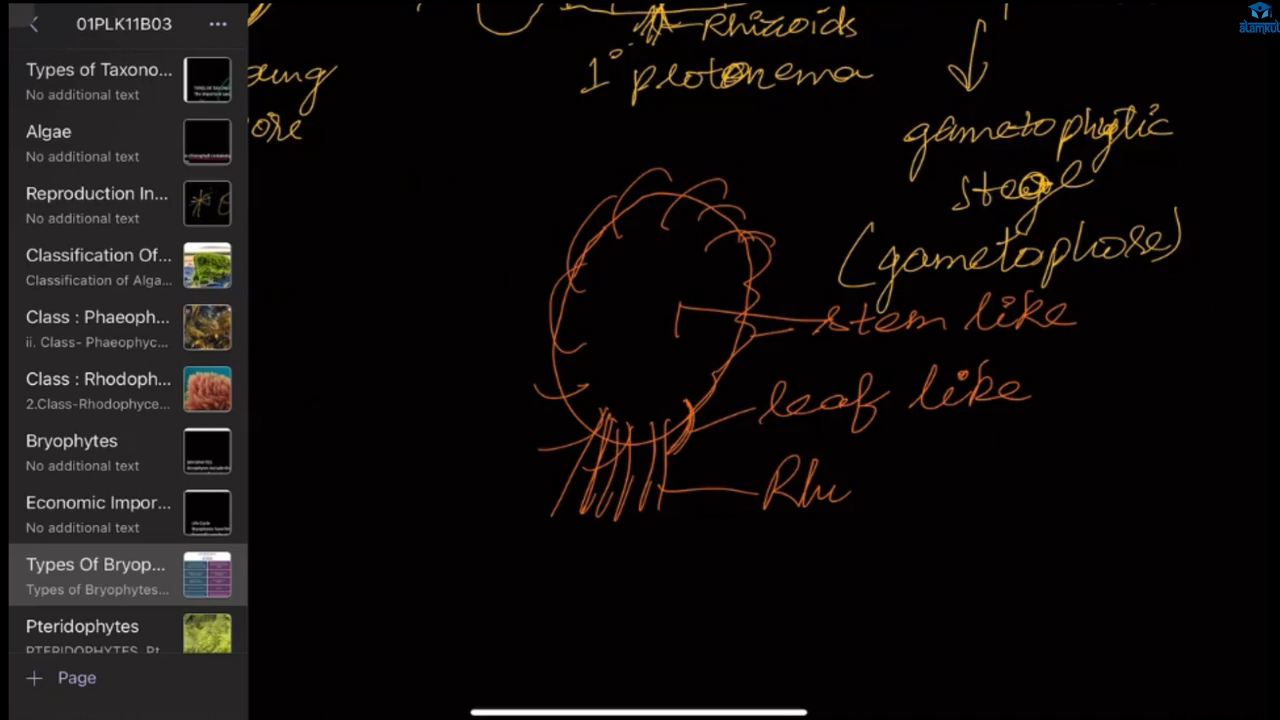 01PLK11B03
Types of Taxono...
No additional text
Algae
No additional text
Reproduction In...
No additional text
Classification Of...
Classification of Alga...
Class : Phaeoph...
ii. Class- Phaeophyc...
Class : Rhodoph...
2.Class-Rhodophyce...
Bryophytes
No additional text
Economic Impor...
No additional text
Types Of Bryop...
Types of Bryophytes...
Pteridophytes
PTERIDOPHYTES Pt
+ Page
Rhizoids
1° protonema
gametophytic
stage
(gametophore)
stem like
leaf like
Rhi
alamkul